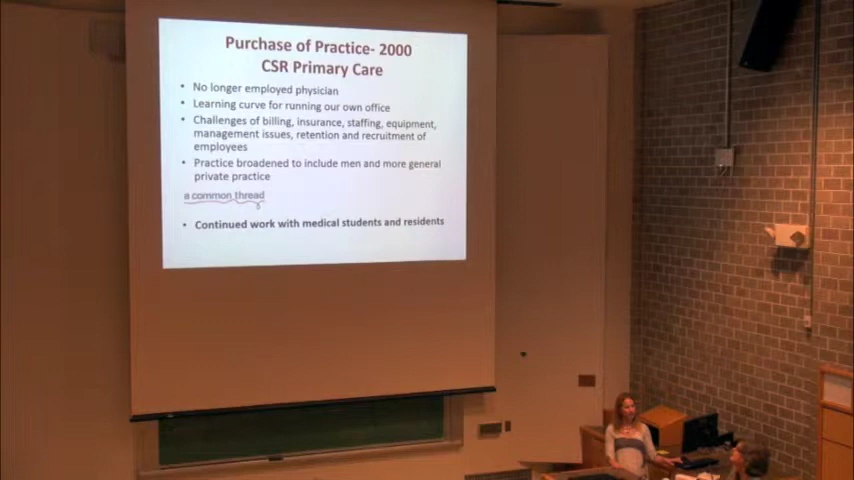 Purchase of Practice- 2000
CSR Primary Care
• No longer employed physician
• Learning curve for running our own office
• Challenges of billing, insurance, staffing, equipment,
management issues, retention and recruitment of
employees
• Practice broadened to include men and more general
private practice
a common thread
• Continued work with medical students and residents